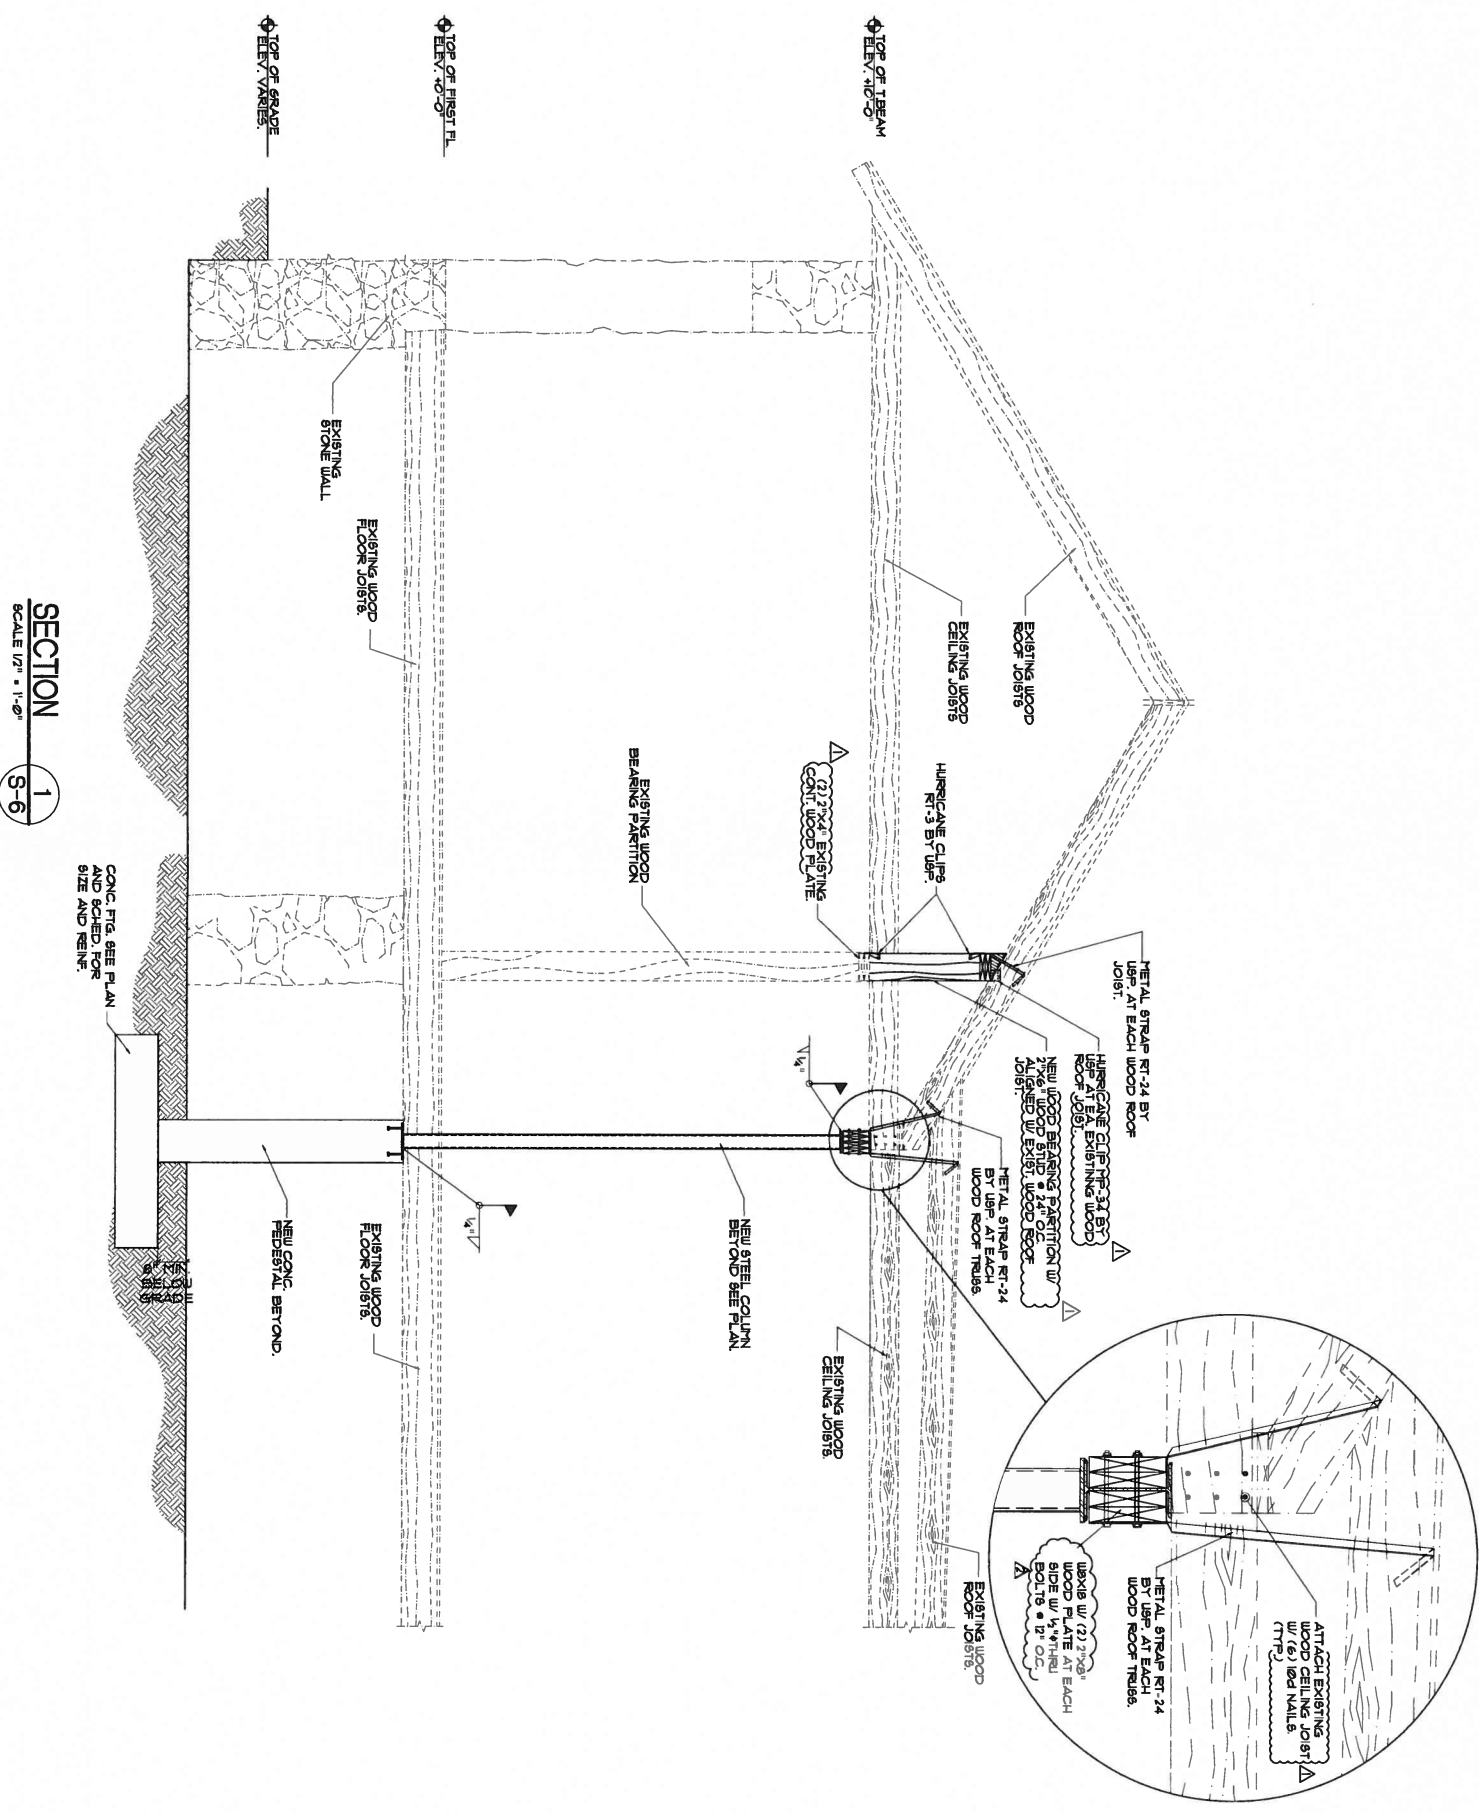 TOP OF T.BEAM
ELEV. +10'-0"
TOP OF FIRST FL.
ELEV. +0'-0"
TOP OF GRADE
ELEV. VARIES.
EXISTING WOOD
ROOF JOISTS
EXISTING WOOD
CEILING JOISTS
HURRICANE CLIPS
RT-3 BY USP.
(2) 2"X4" EXISTING
CONT. WOOD PLATE.
1
EXISTING WOOD
BEARING PARTITION
EXISTING WOOD
FLOOR JOISTS.
EXISTING
STONE WALL
METAL STRAP RT-24 BY
USP. AT EACH WOOD ROOF
JOIST.
HURRICANE CLIP MP-34 BY
USP AT EA. EXISTINNG WOOD
ROOF JOIST
1
NEW WOOD BEARING PARTITION W/
2"X6" WOOD STUD @ 24" O.C.
ALIGNED W/ EXIST. WOOD ROOF
JOIST.
1
METAL STRAP RT-24
BY USP. AT EACH
WOOD ROOF TRUSS.
1/4"
1/4"
NEW STEEL COLUMN
BEYOND SEE PLAN.
EXISTING WOOD
CEILING JOISTS.
EXISTING WOOD
ROOF JOISTS.
EXISTING WOOD
FLOOR JOISTS.
NEW CONC.
PEDESTAL BEYOND.
CONC. FTG. SEE PLAN
AND SCHED. FOR
SIZE AND REINF.
ATTACH EXISTING
WOOD CEILING JOIST
W/ (6) 10d NAILS.
(TYP.)
1
METAL STRAP RT-24
BY USP. AT EACH
WOOD ROOF TRUSS.
W8X18 W/ (2) 2"X8"
WOOD PLATE AT EACH
SIDE W/ ½"φ THRU
BOLTS @ 12" O.C.
SECTION
SCALE 1/2" = 1'-0"
1
S-6